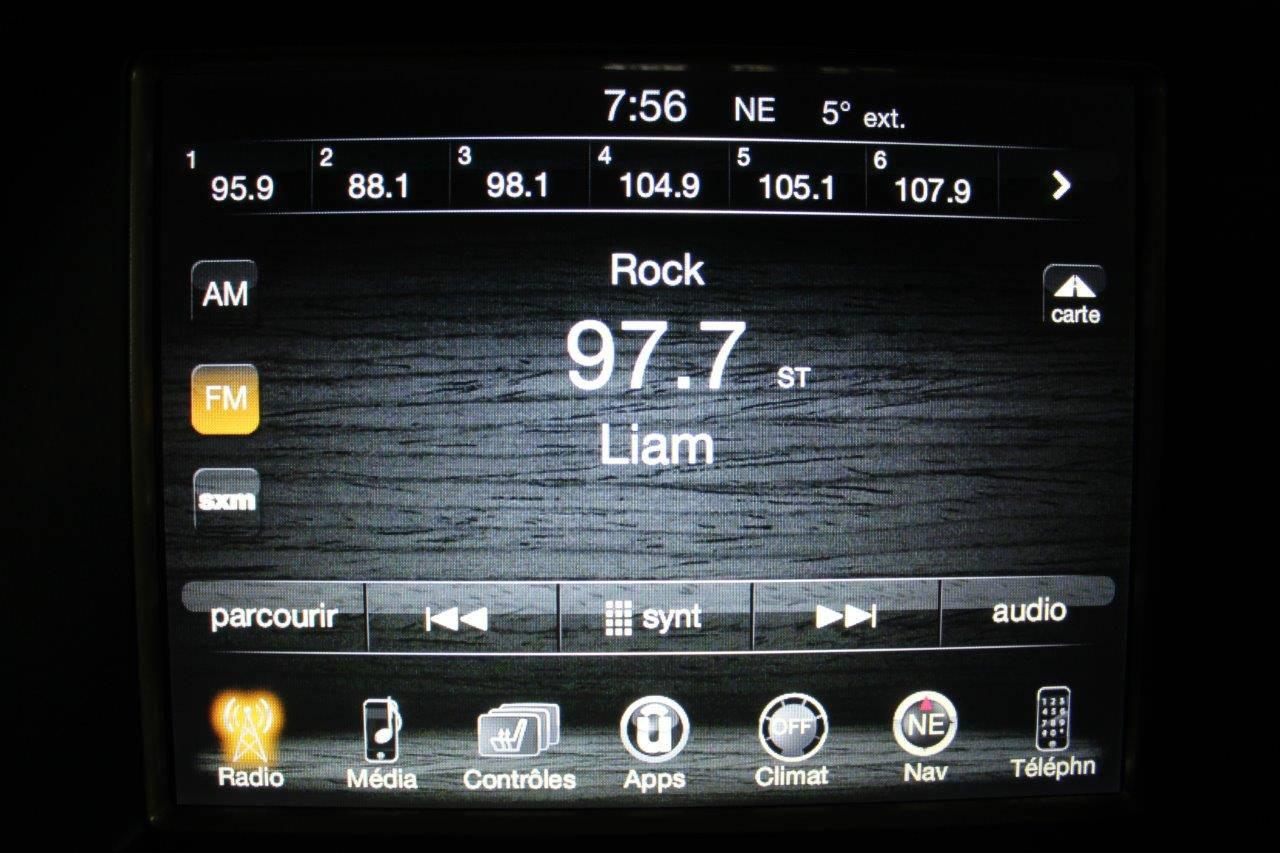 7:56 NE 5° ext.
1 95.9 2 88.1 3 98.1 4 104.9 5 105.1 6 107.9
Rock
AM
carte
97.7 ST
FM
Liam
sxm
parcourir synt audio
OFF NE
Radio Média Contrôles Apps Climat Nav Téléphn